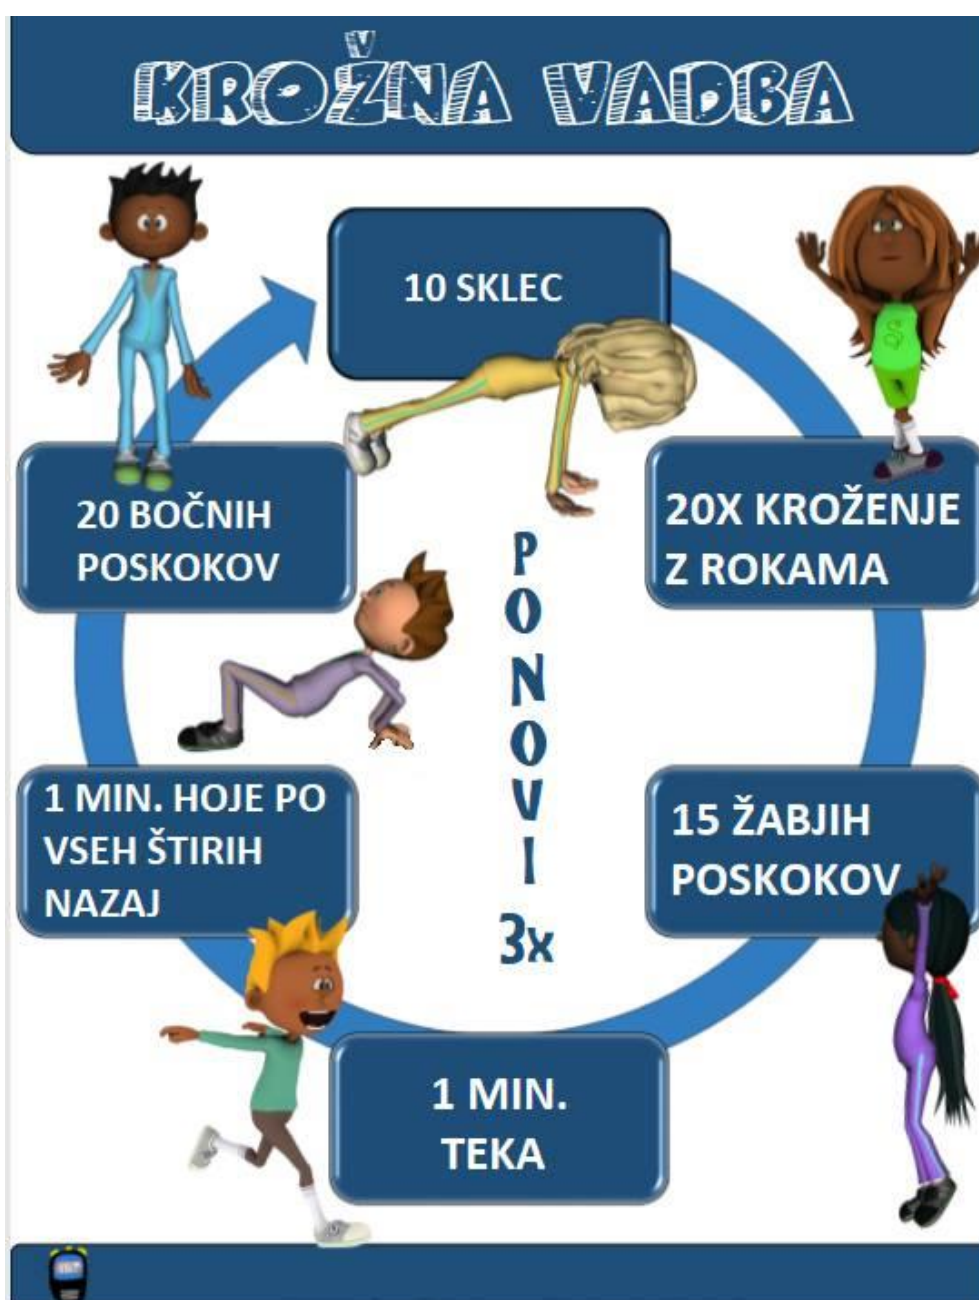 KROŽNA VADBA
10 SKLEC
20X KROŽENJE
Z ROKAMA
15 ŽABJIH
POSKOKOV
1 MIN.
TEKA
1 MIN. HOJE PO
VSEH ŠTIRIH
NAZAJ
20 BOČNIH
POSKOKOV
PONOVI
3x